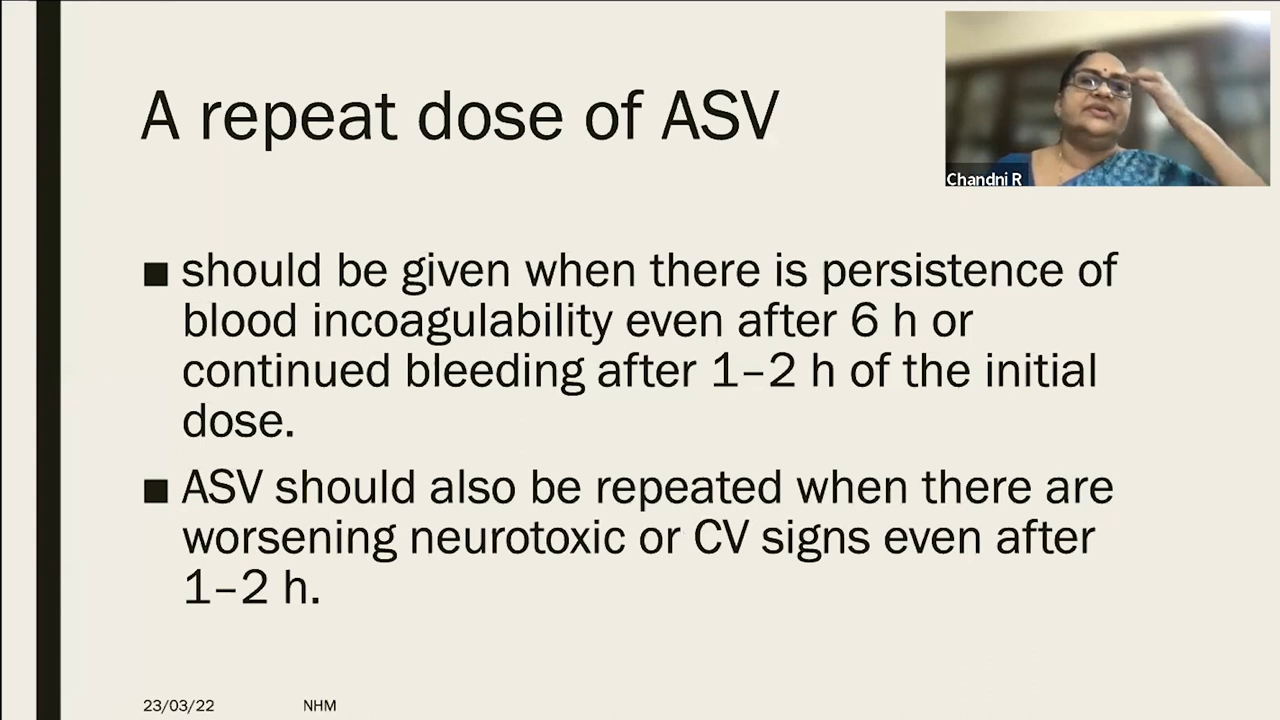 A repeat dose of ASV
Chandni R
■ should be given when there is persistence of
blood incoagulability even after 6 h or
continued bleeding after 1–2 h of the initial
dose.
■ ASV should also be repeated when there are
worsening neurotoxic or CV signs even after
1–2 h.
23/03/22 NHM